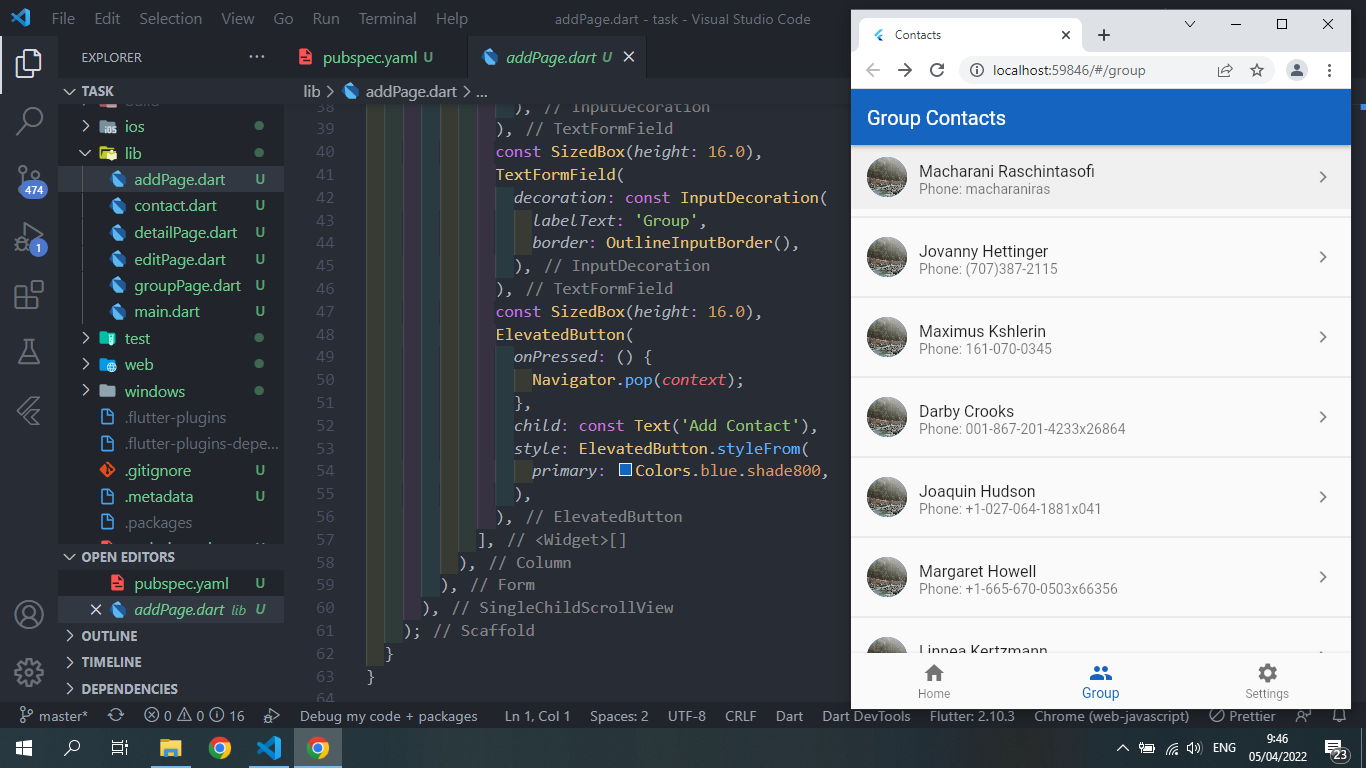 File Edit Selection View Go Run Terminal Help
addPage.dart - task - Visual Studio Code
EXPLORER
TASK
ios
lib
addPage.dart U
contact.dart U
detailPage.dart U
editPage.dart U
groupPage.dart U
main.dart U
test
web
windows
.flutter-plugins
.flutter-plugins-depe...
.gitignore U
.metadata U
.packages
OPEN EDITORS
pubspec.yaml U
addPage.dart lib U
OUTLINE
TIMELINE
DEPENDENCIES
474
1
pubspec.yaml U
addPage.dart U
lib > addPage.dart > ...
38 ), // InputDecoration
39 ), // TextFormField
40 const SizedBox(height: 16.0),
41 TextFormField(
42 decoration: const InputDecoration(
43 labelText: 'Group',
44 border: OutlineInputBorder(),
45 ), // InputDecoration
46 ), // TextFormField
47 const SizedBox(height: 16.0),
48 ElevatedButton(
49 onPressed: () {
50 Navigator.pop(context);
51 },
52 child: const Text('Add Contact'),
53 style: ElevatedButton.styleFrom(
54 primary: Colors.blue.shade800,
55 ),
56 ), // ElevatedButton
57 ], // <Widget>[]
58 ), // Column
59 ), // Form
60 ), // SingleChildScrollView
61 ); // Scaffold
62 }
63 }
64
Contacts
localhost:59846/#/group
Group Contacts
Macharani Raschintasofi
Phone: macharaniras
Jovanny Hettinger
Phone: (707)387-2115
Maximus Kshlerin
Phone: 161-070-0345
Darby Crooks
Phone: 001-867-201-4233x26864
Joaquin Hudson
Phone: +1-027-064-1881x041
Margaret Howell
Phone: +1-665-670-0503x66356
Linnea Kertzmann
Home Group Settings
master* 0 0 16 Debug my code + packages Ln 1, Col 1 Spaces: 2 UTF-8 CRLF Dart Dart DevTools Flutter: 2.10.3 Chrome (web-javascript) Prettier
ENG
9:46
05/04/2022
23